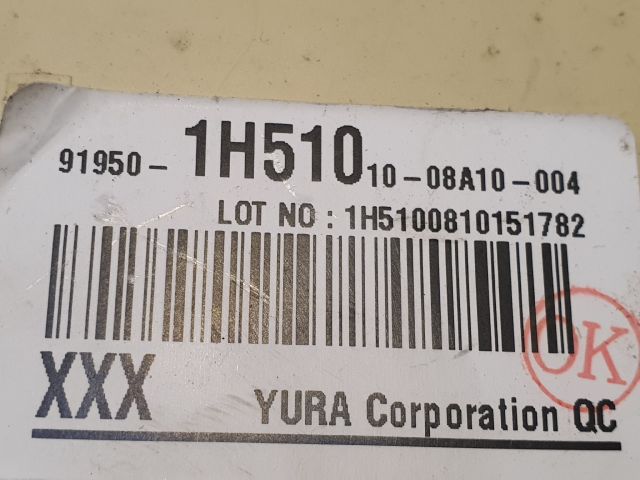 91950-1H510 10-08A10-004
LOT NO : 1H5100810151782
OK
XXX YURA Corporation QC